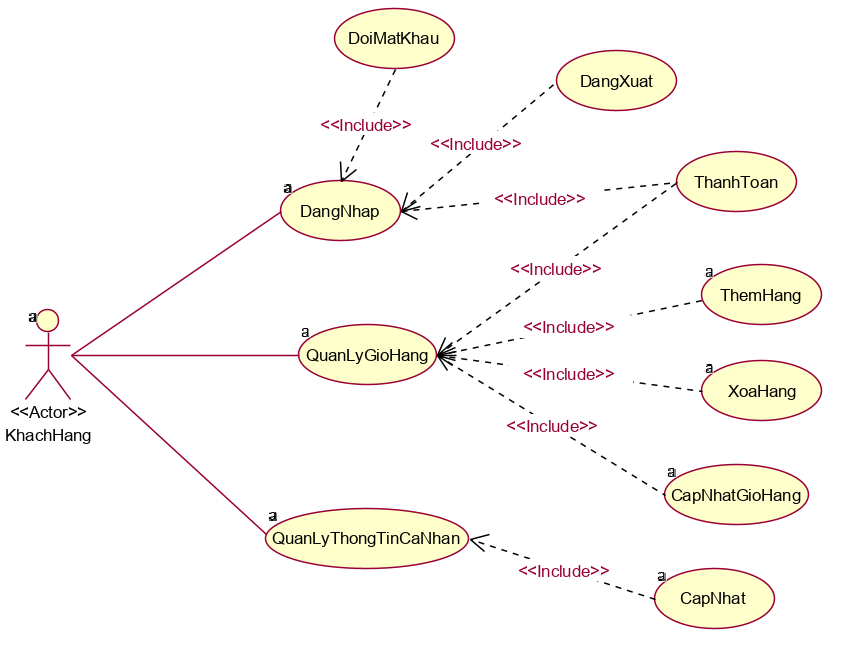 DoiMatKhau
DangXuat
<<Include>>
<<Include>>
ThanhToan
a
<<Include>>
DangNhap
<<Include>>
a
ThemHang
a
a
<<Include>>
QuanLyGioHang
a
<<Include>>
XoaHang
<<Actor>>
KhachHang
<<Include>>
a
CapNhatGioHang
a
QuanLyThongTinCaNhan
<<Include>>
a
CapNhat